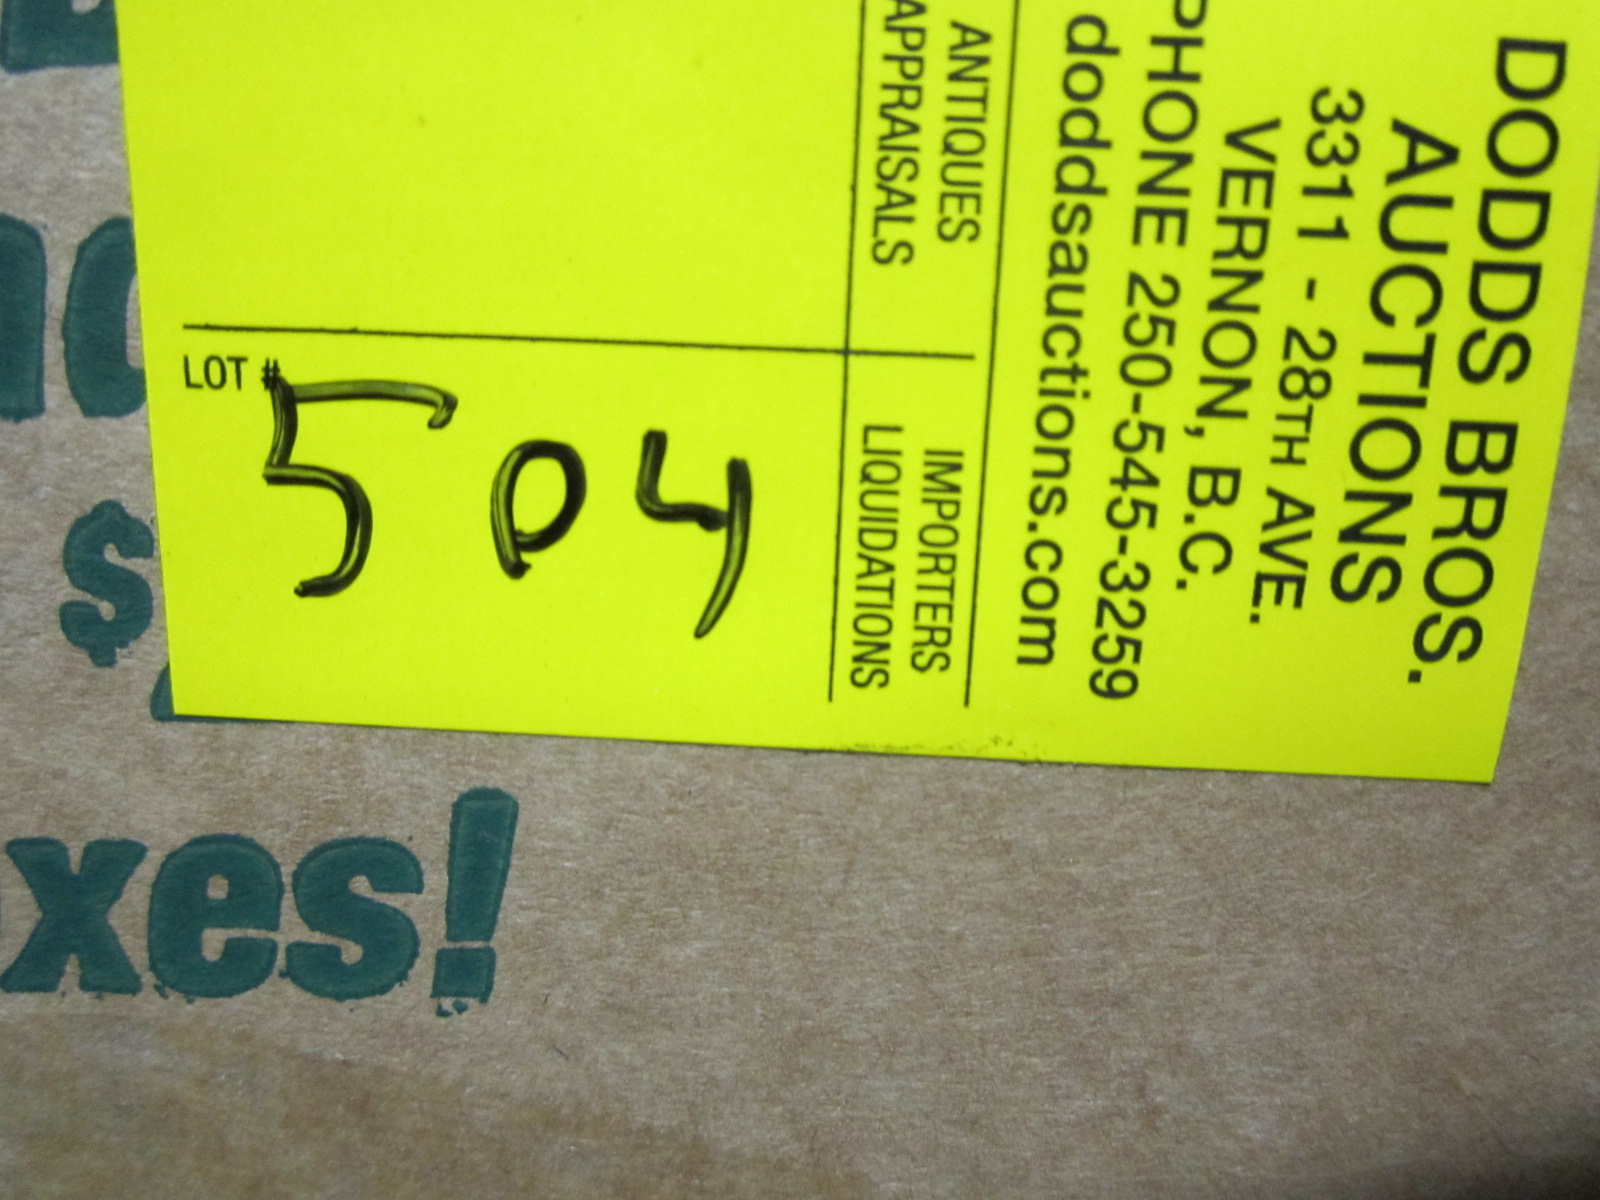 DODDS BROS.
AUCTIONS
3311 - 28TH AVE.
VERNON, B.C.
PHONE 250-545-3259
doddsauctions.com
ANTIQUES
APPRAISALS
IMPORTERS
LIQUIDATIONS
LOT #
504
$
xes!